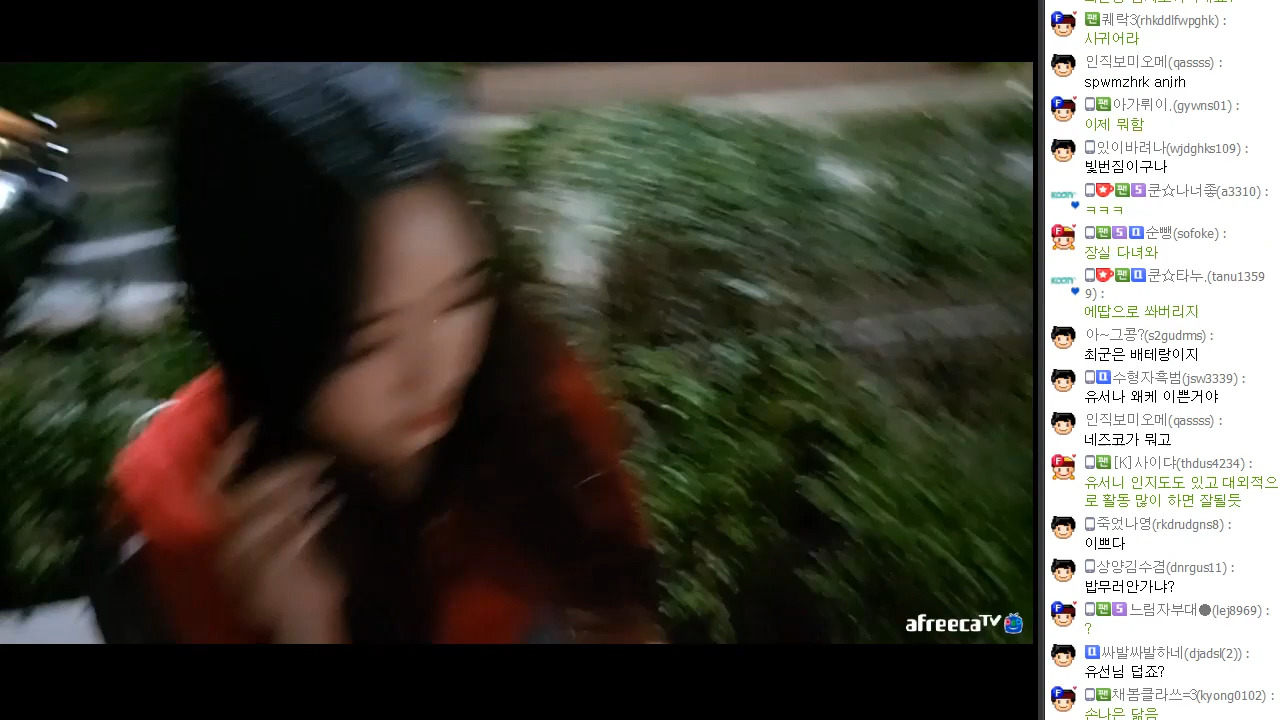 퀘락3(rhkddlfwpghk) :
사귀어라
인직보미오메(qassss) :
spwmzhrk anirh
아가뤼이.(gywns01) :
이제 뭐함
있이바려나(wjdghks109) :
빛번짐이구나
쿤☆나너좋(a3310) :
ㅋㅋㅋ
순뺑(sofoke) :
장실 다녀와
쿤☆타누,(tanu1359
9) :
에땁으로 쏴버리지
아~그콩?(s2gudrms) :
최군은 배테랑이지
수형자흑범(jsw3339) :
유서나 왜케 이쁜거야
인직보미오메(qassss) :
네즈코가 뭐고
[K]사이댜(thdus4234) :
유서니 인지도도 있고 대외적으
로 활동 많이 하면 잘될듯
죽었나영(rkdrudgns8) :
이쁘다
상양김수겸(dnrgus11) :
밥무러안가냐?
느림자부대●(lej8969) :
?
싸발싸발하네(djadsl(2)) :
유선님 덥죠?
afreecaTV
채봄클라쓰=3(kyong0102) :
손나은 닮음